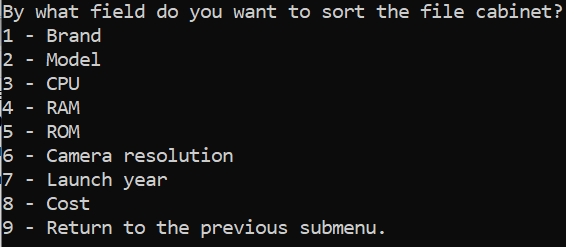 By what field do you want to sort the file cabinet?
1 - Brand
2 - Model
3 - CPU
4 - RAM
5 - ROM
6 - Camera resolution
7 - Launch year
8 - Cost
9 - Return to the previous submenu.